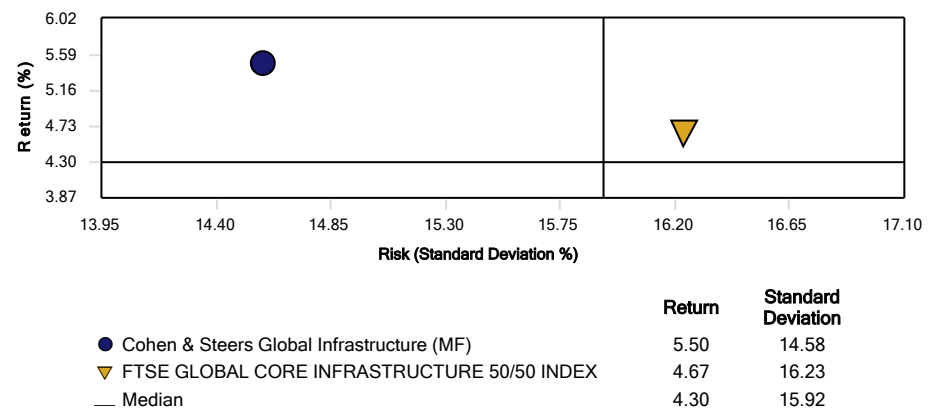 6.02
5.59
5.16
4.73
4.30
3.87
Return (%)
13.95 14.40 14.85 15.30 15.75 16.20 16.65 17.10
Risk (Standard Deviation %)
Return Standard Deviation
Cohen & Steers Global Infrastructure (MF) 5.50 14.58
FTSE GLOBAL CORE INFRASTRUCTURE 50/50 INDEX 4.67 16.23
Median 4.30 15.92